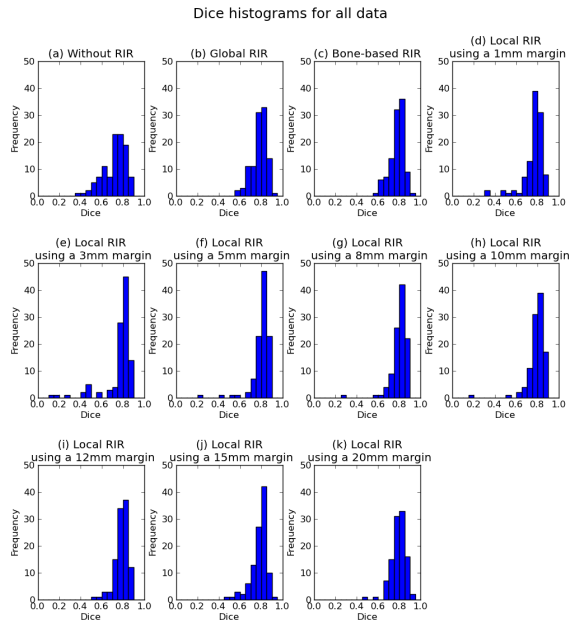 Dice histograms for all data
(a) Without RIR
(b) Global RIR
(c) Bone-based RIR
(d) Local RIR
using a 1mm margin
50
40
30
20
10
0
Frequency
0.0 0.2 0.4 0.6 0.8 1.0
Dice
50
40
30
20
10
0
Frequency
0.0 0.2 0.4 0.6 0.8 1.0
Dice
50
40
30
20
10
0
Frequency
0.0 0.2 0.4 0.6 0.8 1.0
Dice
50
40
30
20
10
0
Frequency
0.0 0.2 0.4 0.6 0.8 1.0
Dice
(e) Local RIR
using a 3mm margin
50
40
30
20
10
0
Frequency
0.0 0.2 0.4 0.6 0.8 1.0
Dice
(f) Local RIR
using a 5mm margin
50
40
30
20
10
0
Frequency
0.0 0.2 0.4 0.6 0.8 1.0
Dice
(g) Local RIR
using a 8mm margin
50
40
30
20
10
0
Frequency
0.0 0.2 0.4 0.6 0.8 1.0
Dice
(h) Local RIR
using a 10mm margin
50
40
30
20
10
0
Frequency
0.0 0.2 0.4 0.6 0.8 1.0
Dice
(i) Local RIR
using a 12mm margin
50
40
30
20
10
0
Frequency
0.0 0.2 0.4 0.6 0.8 1.0
Dice
(j) Local RIR
using a 15mm margin
50
40
30
20
10
0
Frequency
0.0 0.2 0.4 0.6 0.8 1.0
Dice
(k) Local RIR
using a 20mm margin
50
40
30
20
10
0
Frequency
0.0 0.2 0.4 0.6 0.8 1.0
Dice